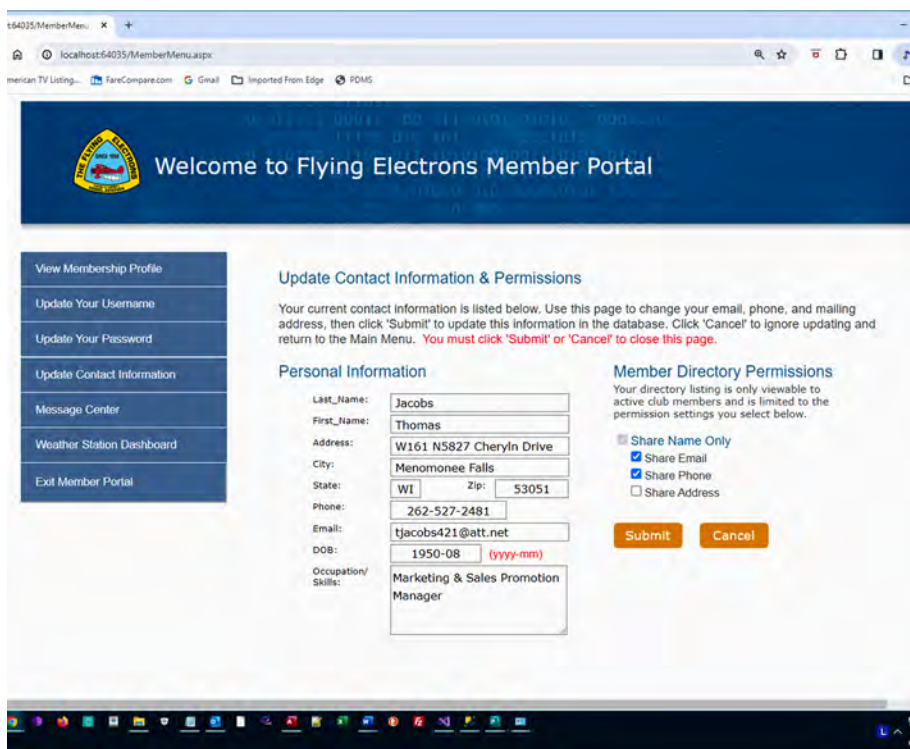 t:64035/MemberMenu
localhost:64035/MemberMenu.aspx
merican TV Listing...
FareCompare.com
Gmail
Imported From Edge
PDMS
THE FLYING ELECTRONS
Welcome to Flying Electrons Member Portal
View Membership Profile
Update Your Username
Update Your Password
Update Contact Information
Message Center
Weather Station Dashboard
Exit Member Portal
Update Contact Information & Permissions
Your current contact information is listed below. Use this page to change your email, phone, and mailing
address, then click 'Submit' to update this information in the database. Click 'Cancel' to ignore updating and
return to the Main Menu. You must click 'Submit' or 'Cancel' to close this page.
Personal Information
Last_Name: Jacobs
First_Name: Thomas
Address: W161 N5827 Cheryln Drive
City: Menomonee Falls
State: WI Zip: 53051
Phone: 262-527-2481
Email: tjacobs421@att.net
DOB: 1950-08 (yyyy-mm)
Occupation/
Skills:
Marketing & Sales Promotion
Manager
Member Directory Permissions
Your directory listing is only viewable to
active club members and is limited to the
permission settings you select below.
Share Name Only
Share Email
Share Phone
Share Address
Submit
Cancel